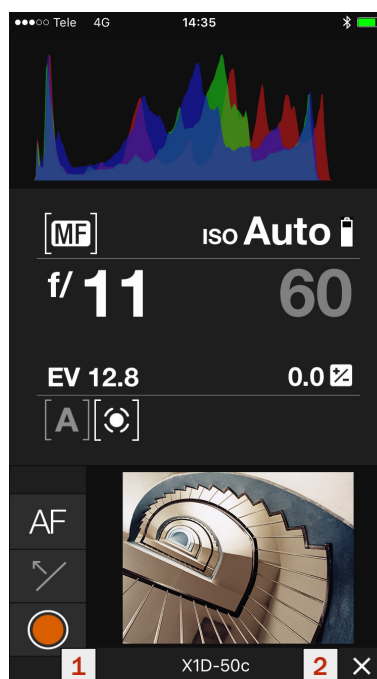 Tele 4G 14:35
MF ISO Auto
f/11 60
EV 12.8 0.0
A
AF
1 X1D-50c 2